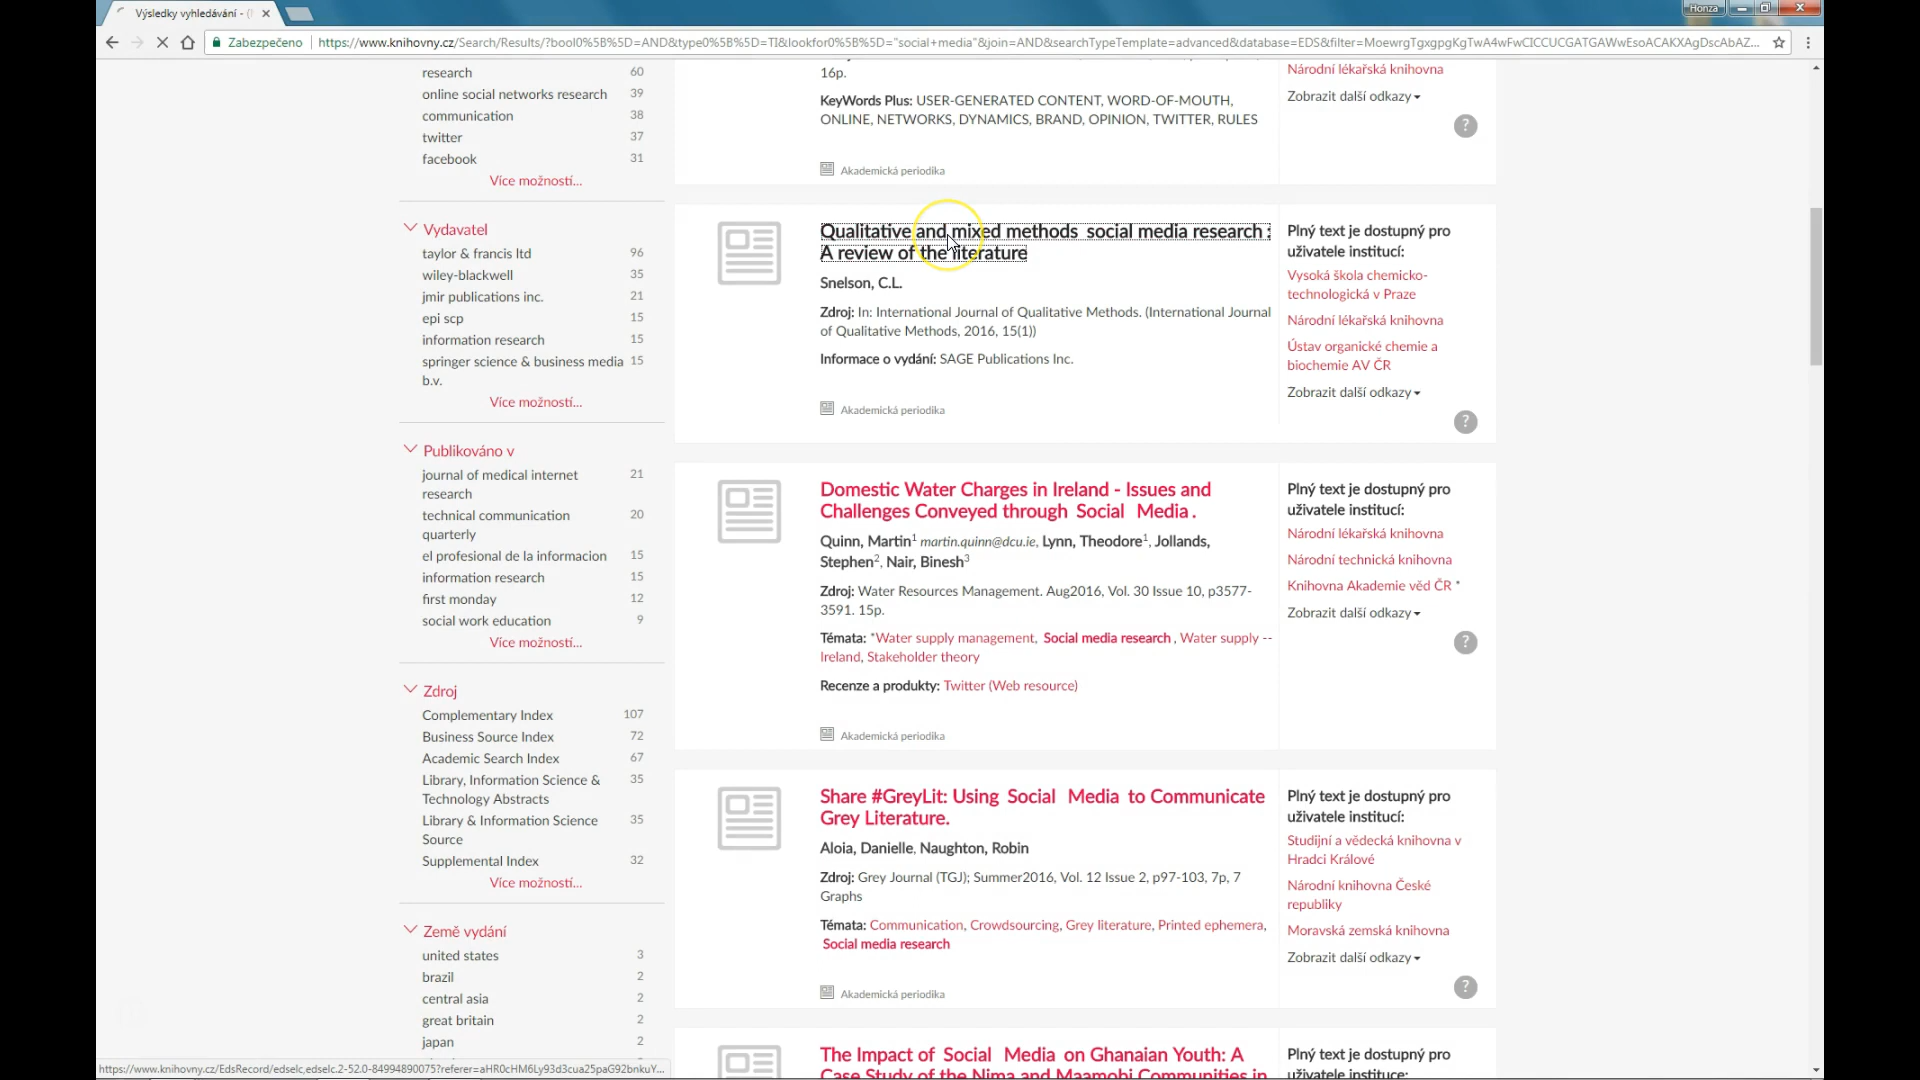 Výsledky vyhledávání - (
Honza
Zabezpečeno
https://www.knihovny.cz/Search/Results/?bool0%5B%5D=AND&type0%5B%5D=TI&lookfor0%5B%5D="social+media"&join=AND&searchTypeTemplate=advanced&database=EDS&filter=MoewrgTgxgpgKgTwA4wFwCICCUCGATGAWwEsoACAKXAgDscAbAZ...
research 60
online social networks research 39
communication 38
twitter 37
facebook 31
Více možností...
Vydavatel
taylor & francis ltd 96
wiley-blackwell 35
jmir publications inc. 21
epi scp 15
information research 15
springer science & business media 15
b.v.
Více možností...
Publikováno v
journal of medical internet 21
research
technical communication 20
quarterly
el profesional de la informacion 15
information research 15
first monday 12
social work education 9
Více možností...
Zdroj
Complementary Index 107
Business Source Index 72
Academic Search Index 67
Library, Information Science & 35
Technology Abstracts
Library & Information Science 35
Source
Supplemental Index 32
Více možností...
Země vydání
united states 3
brazil 2
central asia 2
great britain 2
japan 2
16p.
KeyWords Plus: USER-GENERATED CONTENT, WORD-OF-MOUTH,
ONLINE, NETWORKS, DYNAMICS, BRAND, OPINION, TWITTER, RULES
Akademická periodika
Národní lékařská knihovna
Zobrazit další odkazy
?
Qualitative and mixed methods social media research :
A review of the literature
Snelson, C.L.
Zdroj: In: International Journal of Qualitative Methods. (International Journal
of Qualitative Methods, 2016, 15(1))
Informace o vydání: SAGE Publications Inc.
Akademická periodika
Plný text je dostupný pro
uživatele institucí:
Vysoká škola chemicko-
technologická v Praze
Národní lékařská knihovna
Ústav organické chemie a
biochemie AV ČR
Zobrazit další odkazy
?
Domestic Water Charges in Ireland - Issues and
Challenges Conveyed through Social Media .
Quinn, Martin1 martin.quinn@dcu.ie, Lynn, Theodore1, Jollands,
Stephen2, Nair, Binesh3
Zdroj: Water Resources Management. Aug2016, Vol. 30 Issue 10, p3577-
3591. 15p.
Témata: *Water supply management, Social media research , Water supply --
Ireland, Stakeholder theory
Recenze a produkty: Twitter (Web resource)
Akademická periodika
Plný text je dostupný pro
uživatele institucí:
Národní lékařská knihovna
Národní technická knihovna
Knihovna Akademie věd ČR *
Zobrazit další odkazy
?
Share #GreyLit: Using Social Media to Communicate
Grey Literature.
Aloia, Danielle, Naughton, Robin
Zdroj: Grey Journal (TGJ); Summer2016, Vol. 12 Issue 2, p97-103, 7p, 7
Graphs
Témata: Communication, Crowdsourcing, Grey literature, Printed ephemera,
Social media research
Akademická periodika
Plný text je dostupný pro
uživatele institucí:
Studijní a vědecká knihovna v
Hradci Králové
Národní knihovna České
republiky
Moravská zemská knihovna
Zobrazit další odkazy
?
The Impact of Social Media on Ghanaian Youth: A
Case Study of the Nima and Maamobi Communities in
Plný text je dostupný pro
uživatele institucí:
https://www.knihovny.cz/EdsRecord/edselc,edselc.2-52.0-84994890075?referer=aHR0cHM6Ly93d3cua25paG92bnkuY...